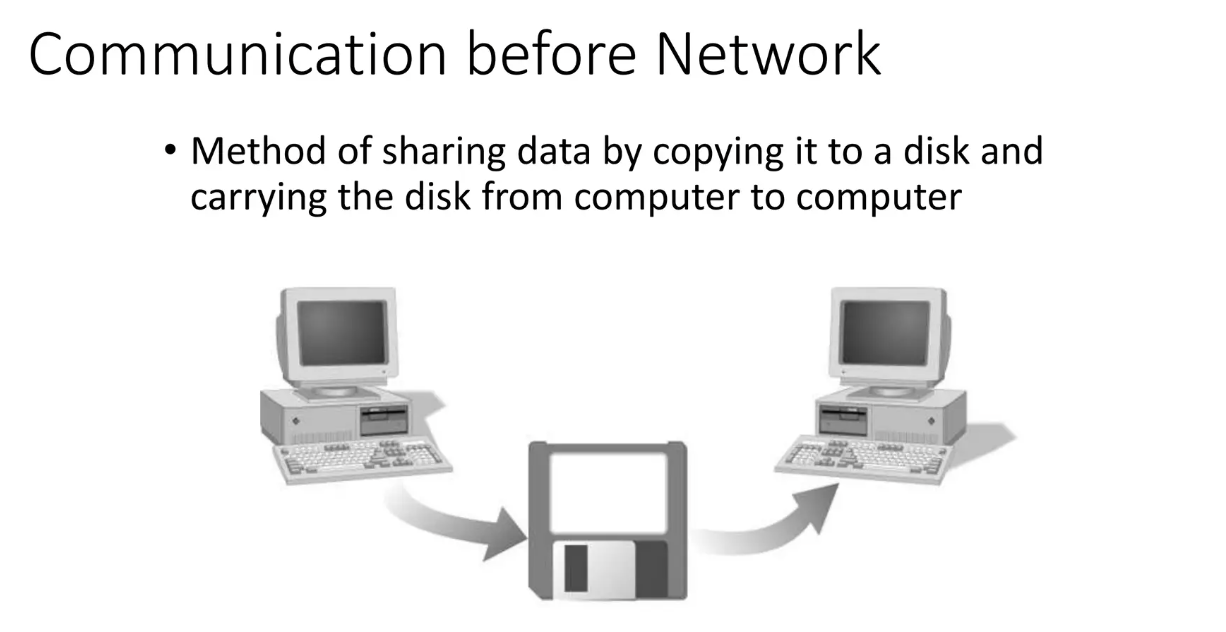 Communication before Network
• Method of sharing data by copying it to a disk and
carrying the disk from computer to computer